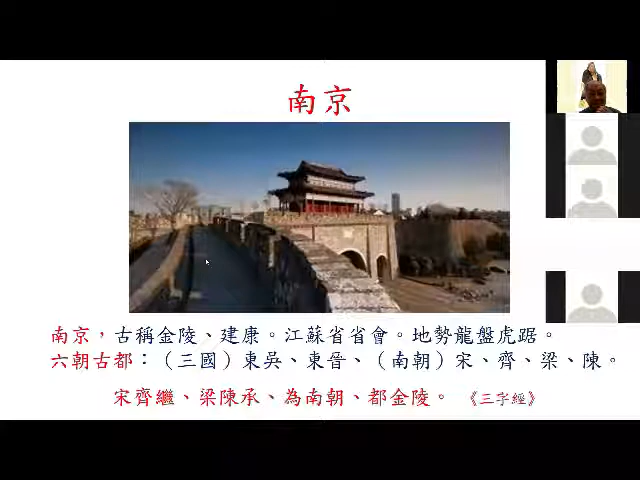 南京
南京，古稱金陵、建康。江蘇省省會。地勢龍盤虎踞。
六朝古都：（三國）東吳、東晉、（南朝）宋、齊、梁、陳。
宋齊繼、梁陳承、為南朝、都金陵。《三字經》